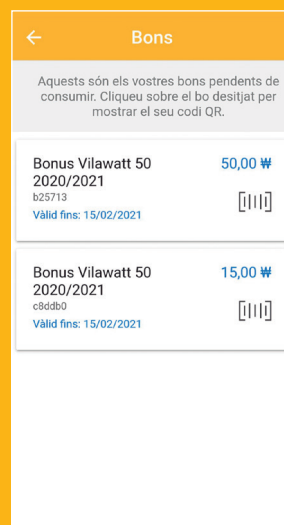 Bons
Aquests són els vostres bons pendents de
consumir. Cliqueu sobre el bo desitjat per
mostrar el seu codi QR.
Bonus Vilawatt 50 50,00 ₩
2020/2021
b25713
Vàlid fins: 15/02/2021
Bonus Vilawatt 50 15,00 ₩
2020/2021
c8ddb0
Vàlid fins: 15/02/2021